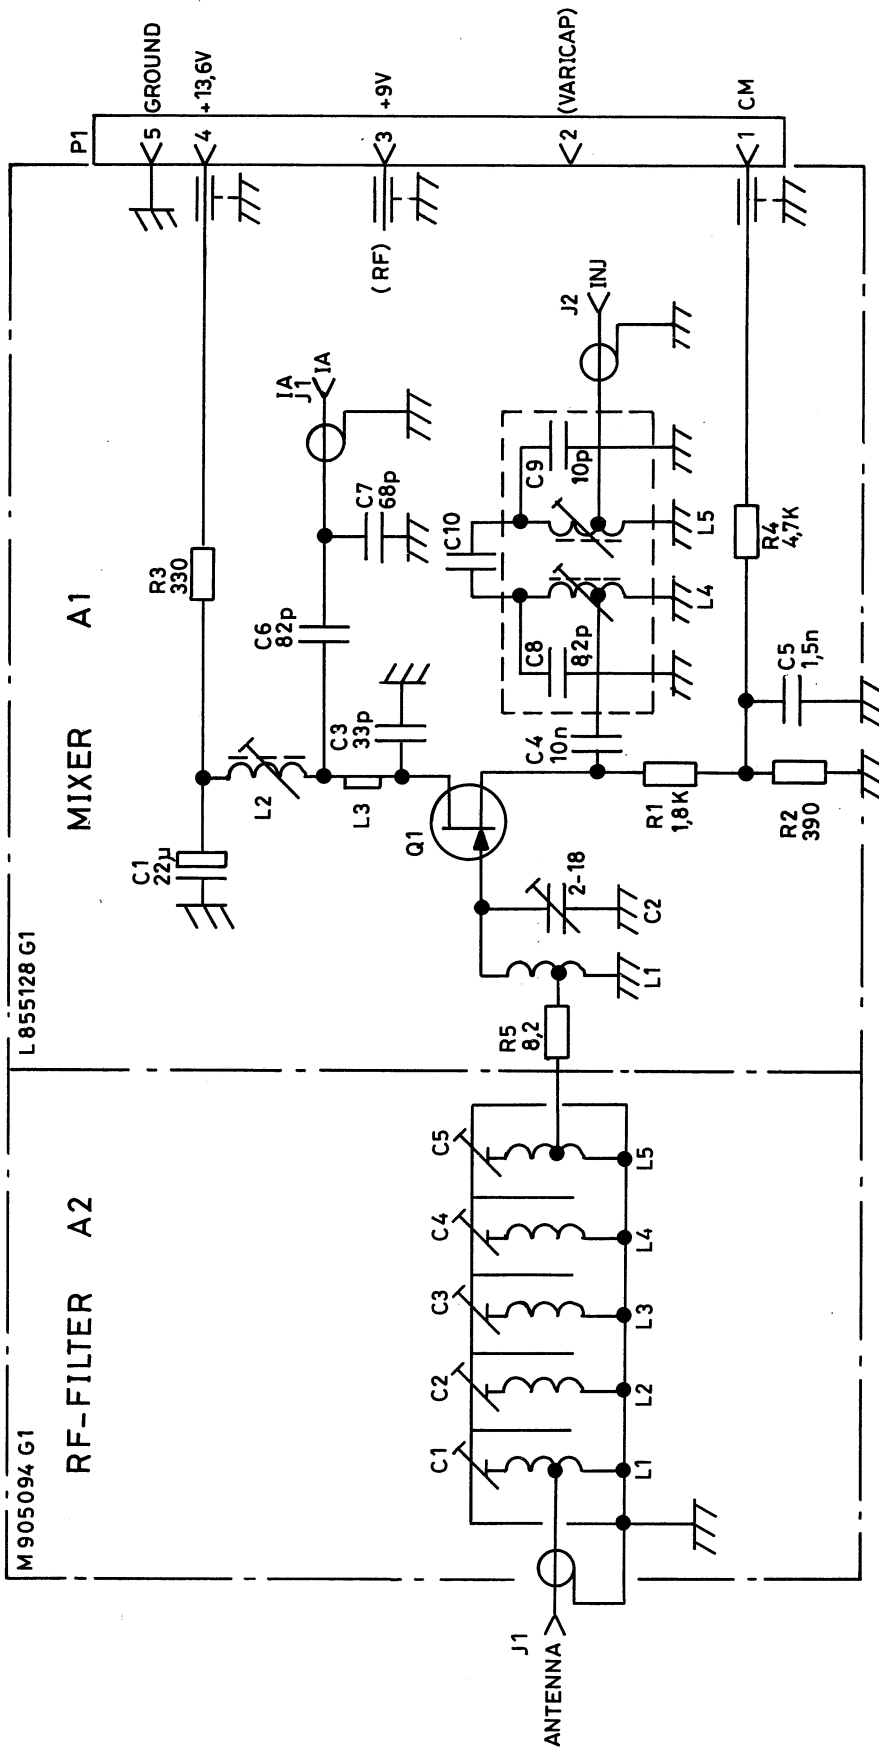 M905094 G1
RF-FILTER A2
J1
ANTENNA
C1
C2
C3
C4
C5
L1
L2
L3
L4
L5
L855128 G1
MIXER A1
R5
8,2
L1
C2
2-18
Q1
C1
22µ
L2
L3
C3
33p
R3
330
C6
82p
C7
68p
IA
J1
IA
C4
10n
C8
8,2p
C10
C9
10p
L4
L5
J2
INJ
R1
1,8K
R2
390
C5
1,5n
R4
4,7K
(RF)
P1
5 GROUND
4 +13,6V
3 +9V
2 (VARICAP)
1 CM